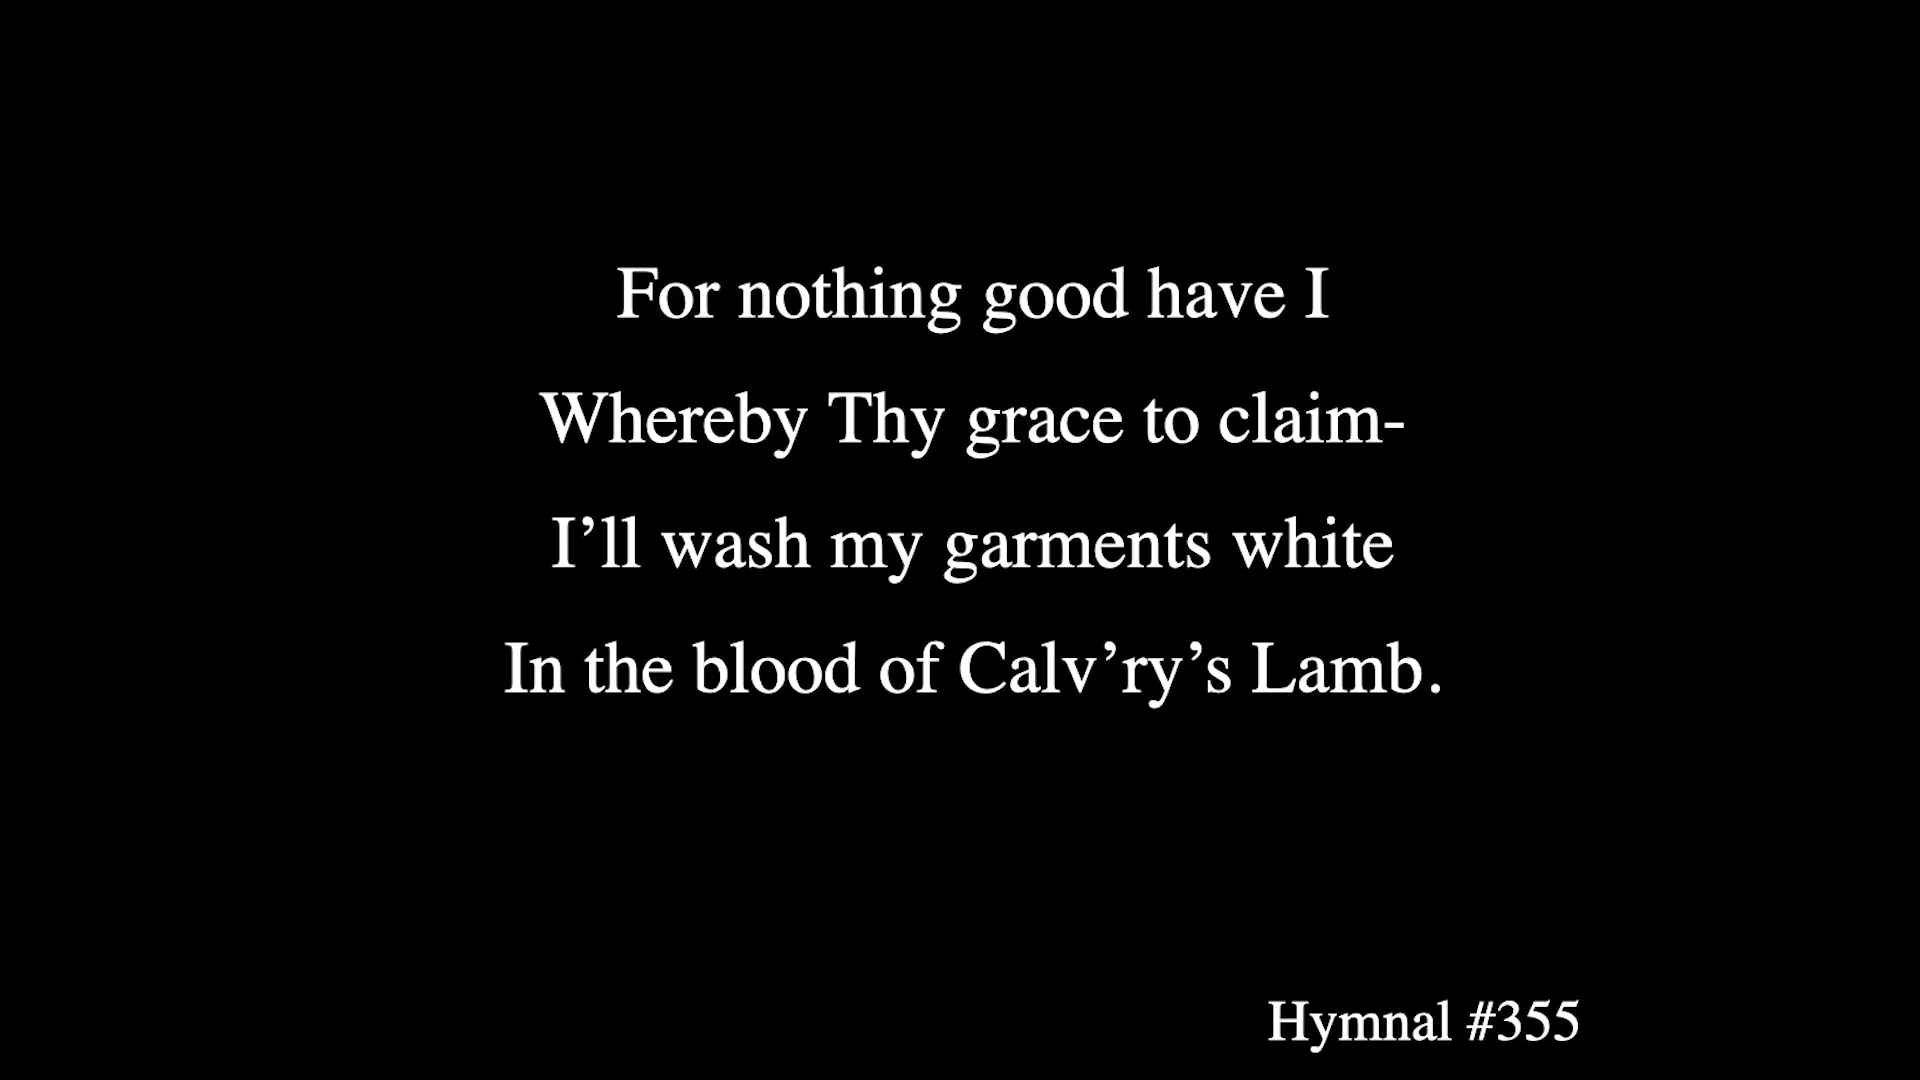 For nothing good have I
Whereby Thy grace to claim-
I’ll wash my garments white
In the blood of Calv’ry’s Lamb.
Hymnal #355